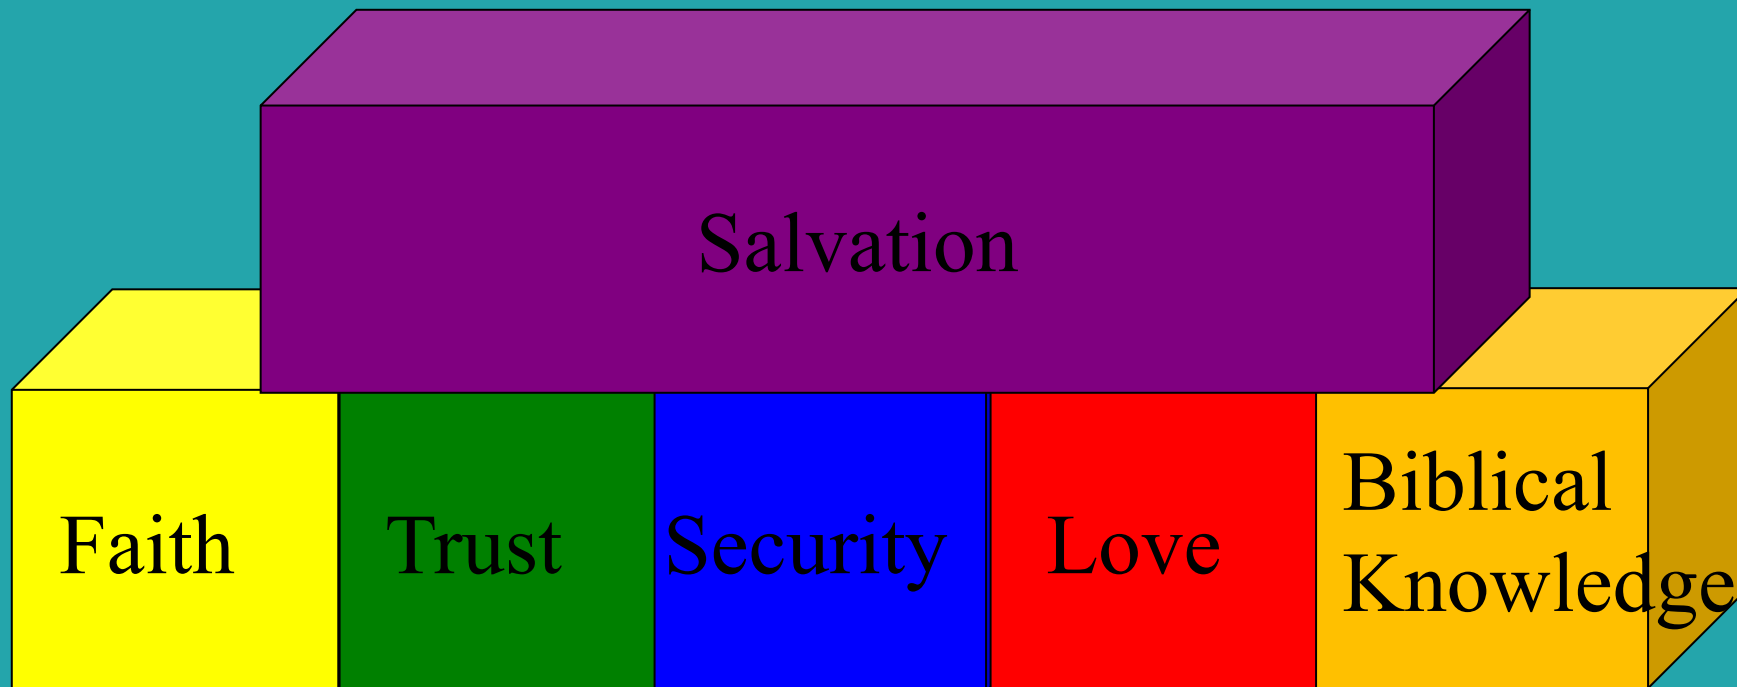 Salvation
Faith
Trust
Security
Love
Biblical
Knowledge